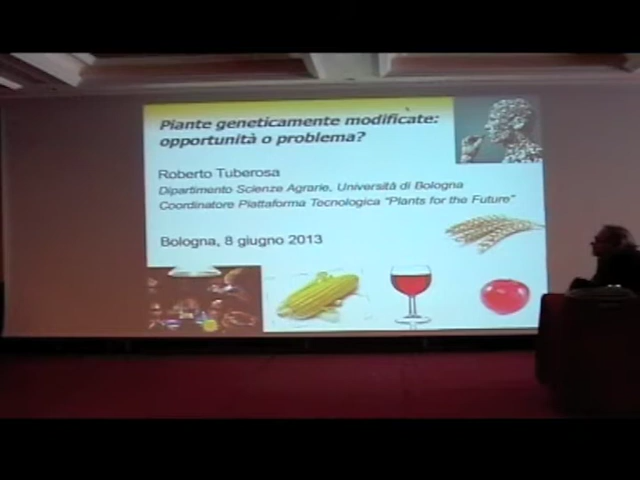 Piante geneticamente modificate:
opportunità o problema?
Roberto Tuberosa
Dipartimento Scienze Agrarie, Università di Bologna
Coordinatore Piattaforma Tecnologica "Plants for the Future"
Bologna, 8 giugno 2013